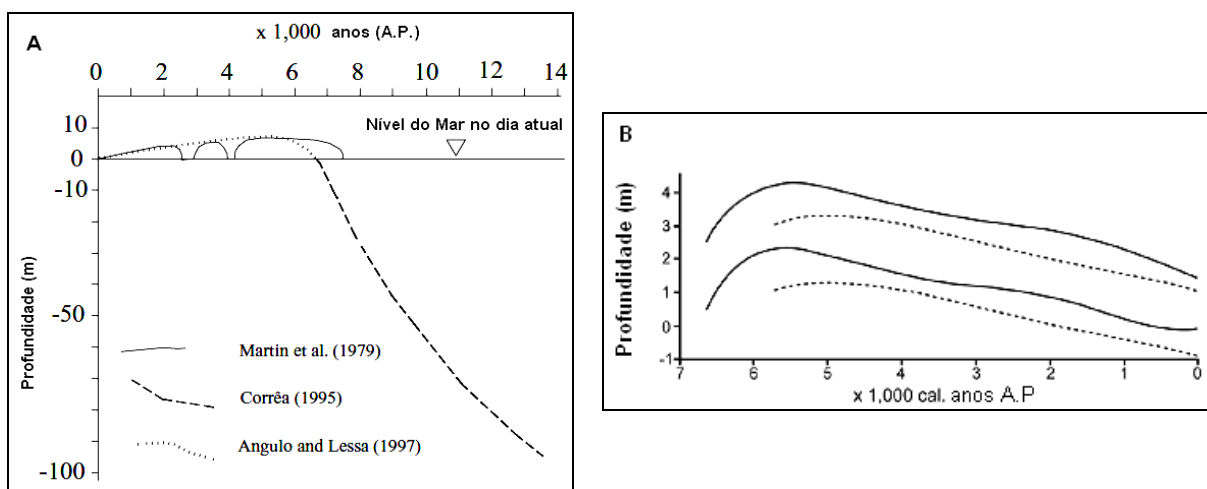 A
x 1,000 anos (A.P.)
0 2 4 6 8 10 12 14
10
0
-10
-50
-100
Profundidade (m)
Nível do Mar no dia atual
Martin et al. (1979)
Corrêa (1995)
Angulo and Lessa (1997)
B
Profundidade (m)
4
3
2
1
0
-1
7 6 5 4 3 2 1 0
x 1,000 cal. anos A.P